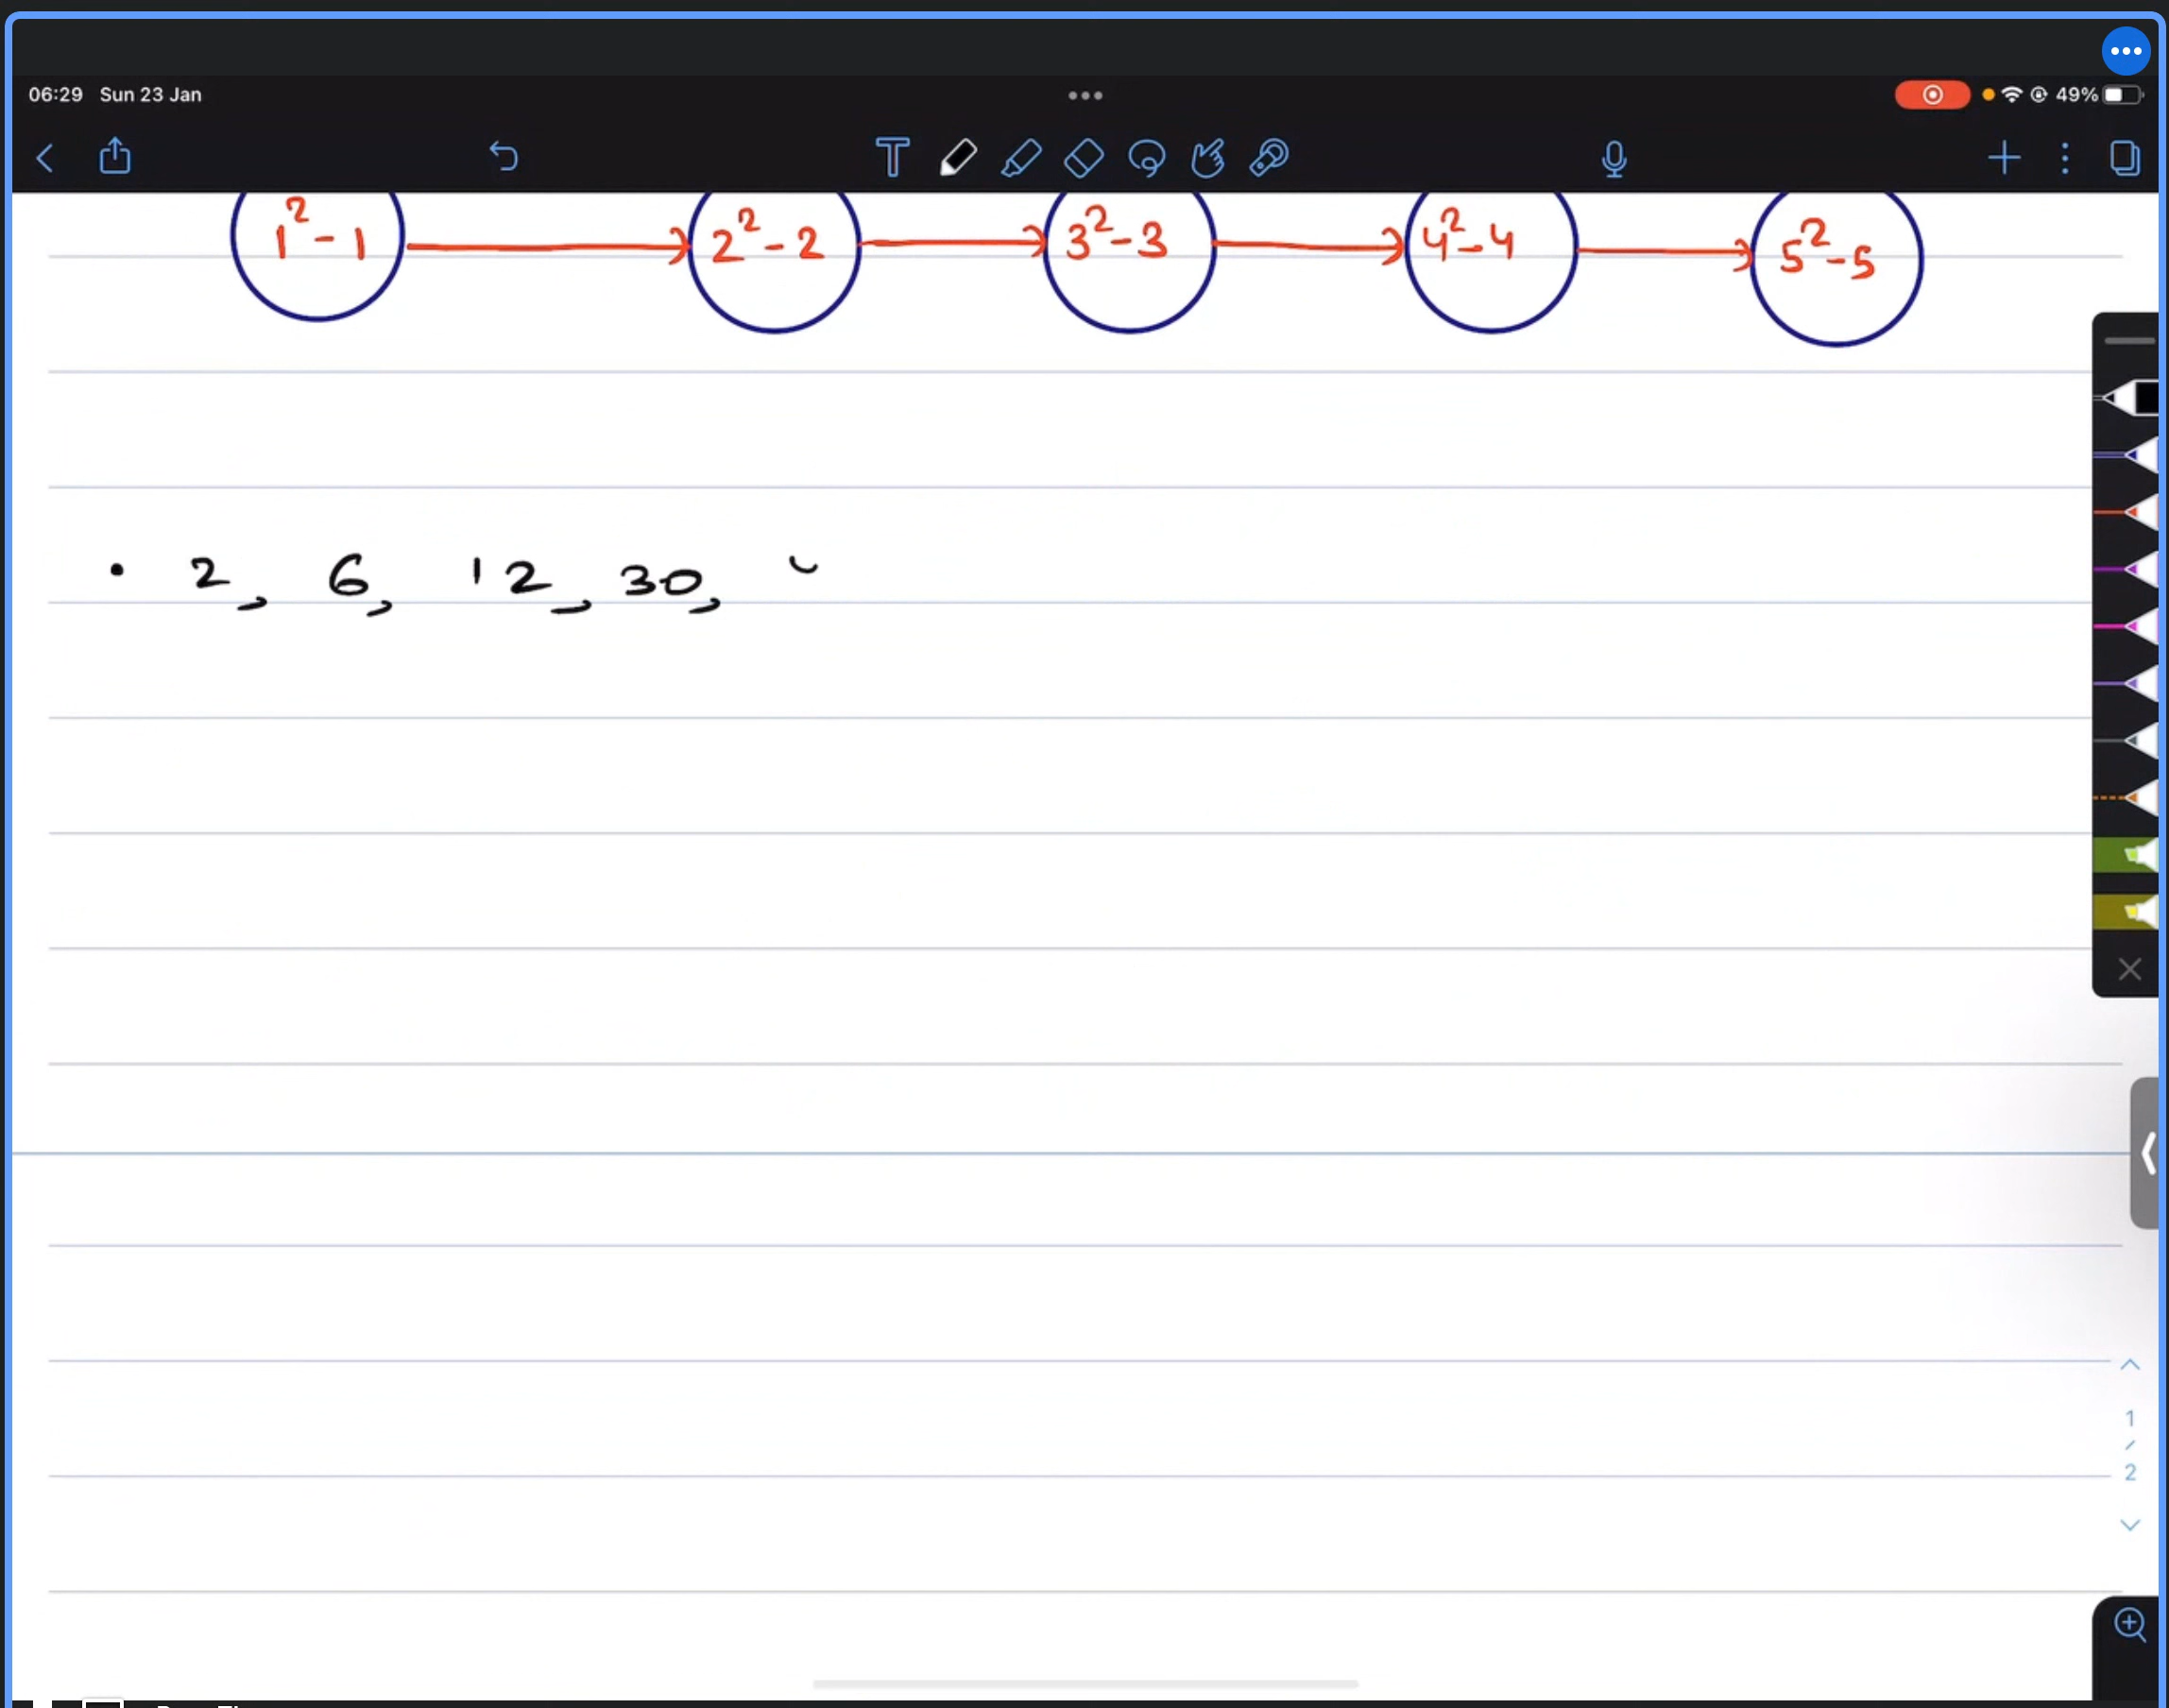 06:29 Sun 23 Jan
49%
T
1² - 1 → 2² - 2 → 3² - 3 → 4² - 4 → 5² - 5
• 2, 6, 12, 30,
1
/
2